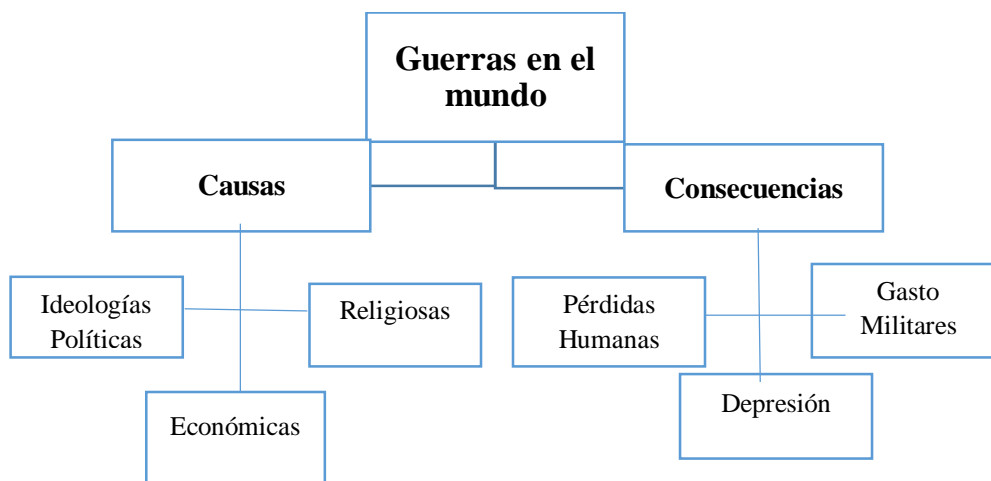 Guerras en el
mundo
Causas
Consecuencias
Ideologías
Políticas
Religiosas
Económicas
Pérdidas
Humanas
Gasto
Militares
Depresión